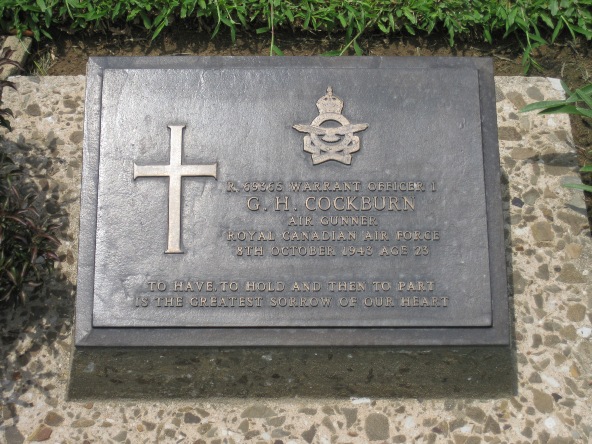 R. 69365 WARRANT OFFICER I
G. H. COCKBURN
AIR GUNNER
ROYAL CANADIAN AIR FORCE
8TH OCTOBER 1943 AGE 23
TO HAVE, TO HOLD AND THEN TO PART
IS THE GREATEST SORROW OF OUR HEART